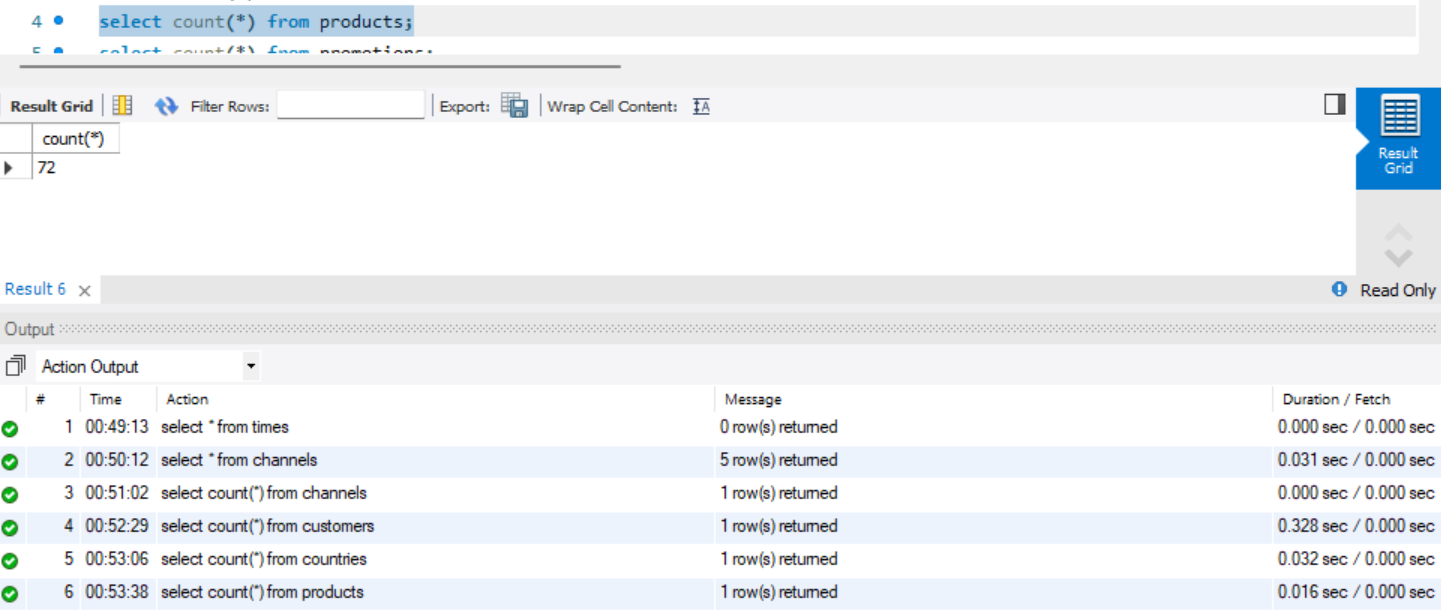 4 select count(*) from products;
5 select count(*) from promotions;
Result Grid Filter Rows: Export: Wrap Cell Content: IA
count(*)
72
Result
Grid
Result 6 × Read Only
Output
Action Output
# Time Action Message Duration / Fetch
1 00:49:13 select * from times 0 row(s) returned 0.000 sec / 0.000 sec
2 00:50:12 select * from channels 5 row(s) returned 0.031 sec / 0.000 sec
3 00:51:02 select count(*) from channels 1 row(s) returned 0.000 sec / 0.000 sec
4 00:52:29 select count(*) from customers 1 row(s) returned 0.328 sec / 0.000 sec
5 00:53:06 select count(*) from countries 1 row(s) returned 0.032 sec / 0.000 sec
6 00:53:38 select count(*) from products 1 row(s) returned 0.016 sec / 0.000 sec